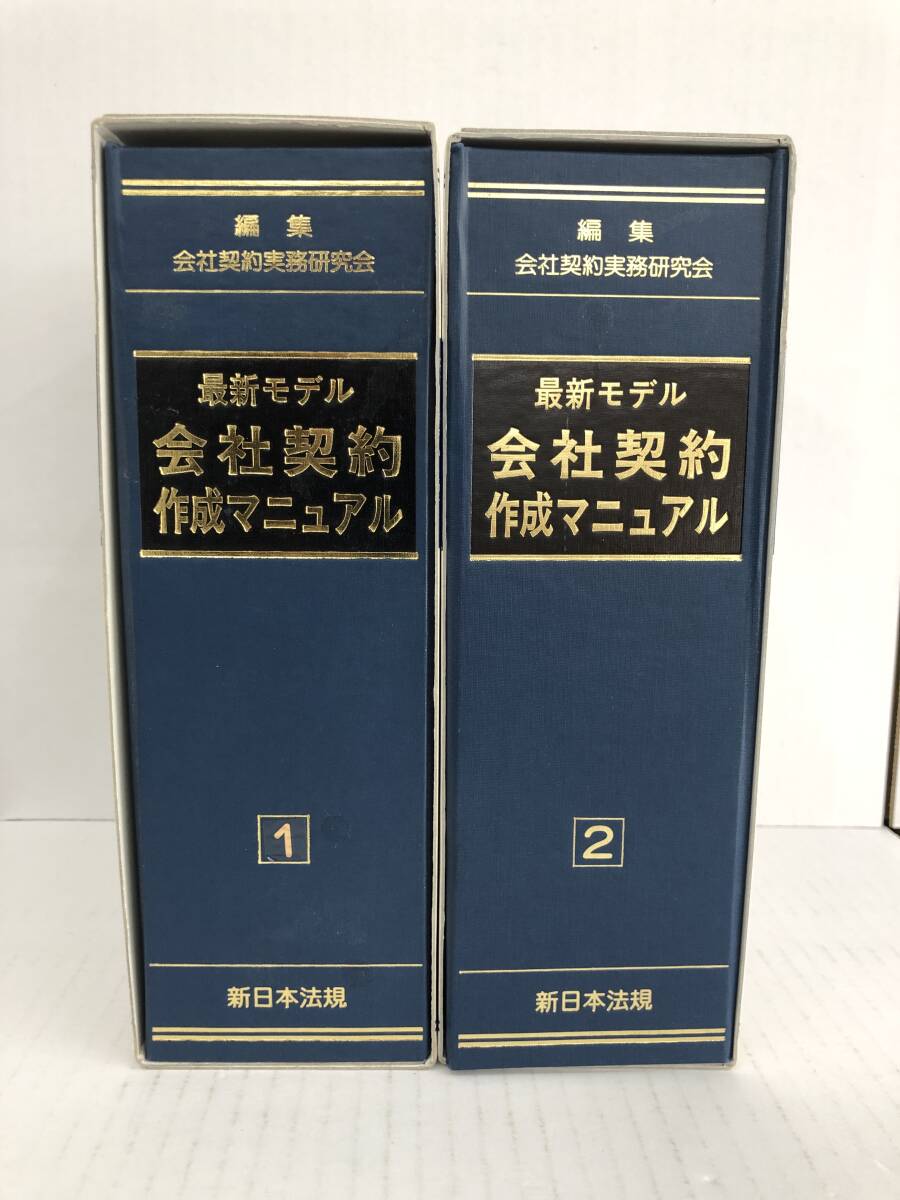 編集
会社契約実務研究会
最新モデル
会社契約
作成マニュアル
1
新日本法規
編集
会社契約実務研究会
最新モデル
会社契約
作成マニュアル
2
新日本法規